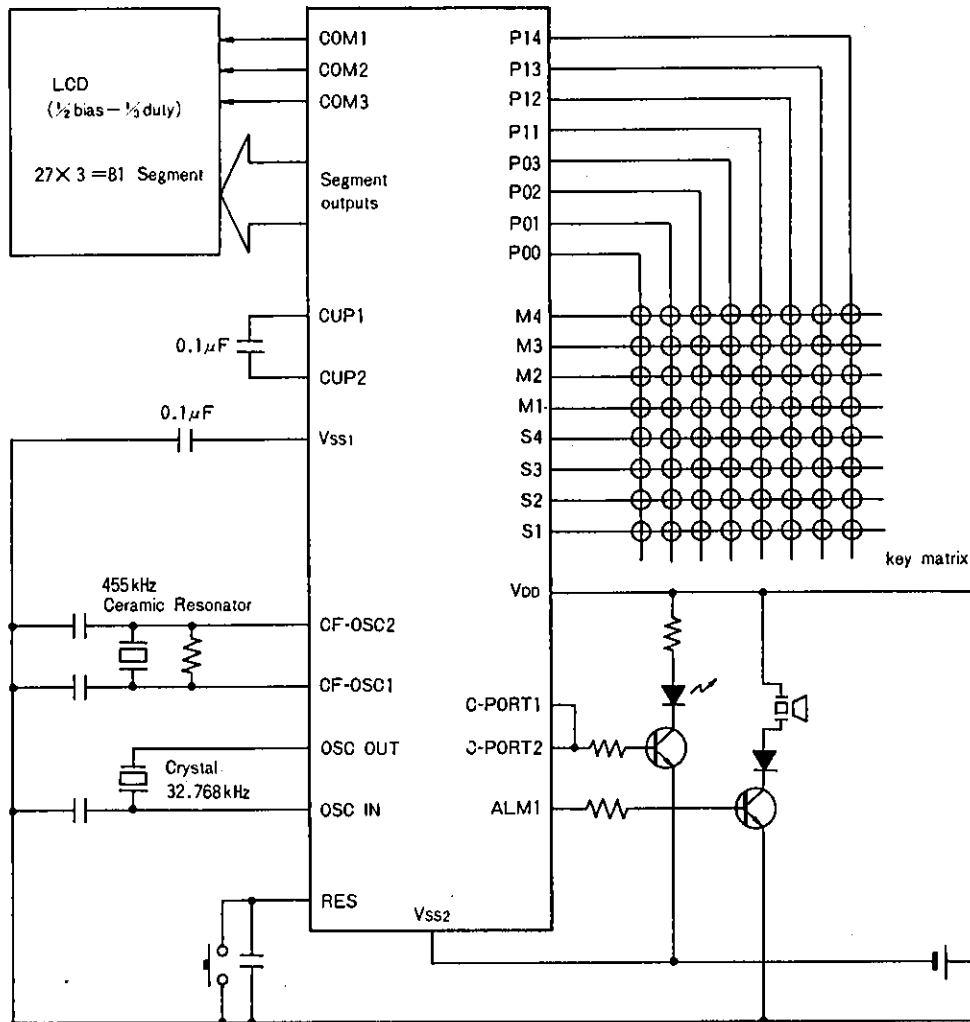 COM1
COM2
COM3
LCD
(½ bias – ⅓ duty)
27×3=81 Segment
Segment
outputs
CUP1
0.1μF
CUP2
0.1μF
VSS1
455kHz
Ceramic Resonator
CF-OSC2
CF-OSC1
OSC OUT
Crystal
32.768kHz
OSC IN
RES
VSS2
P14
P13
P12
P11
P03
P02
P01
P00
M4
M3
M2
M1
S4
S3
S2
S1
key matrix
VDD
C-PORT1
C-PORT2
ALM1